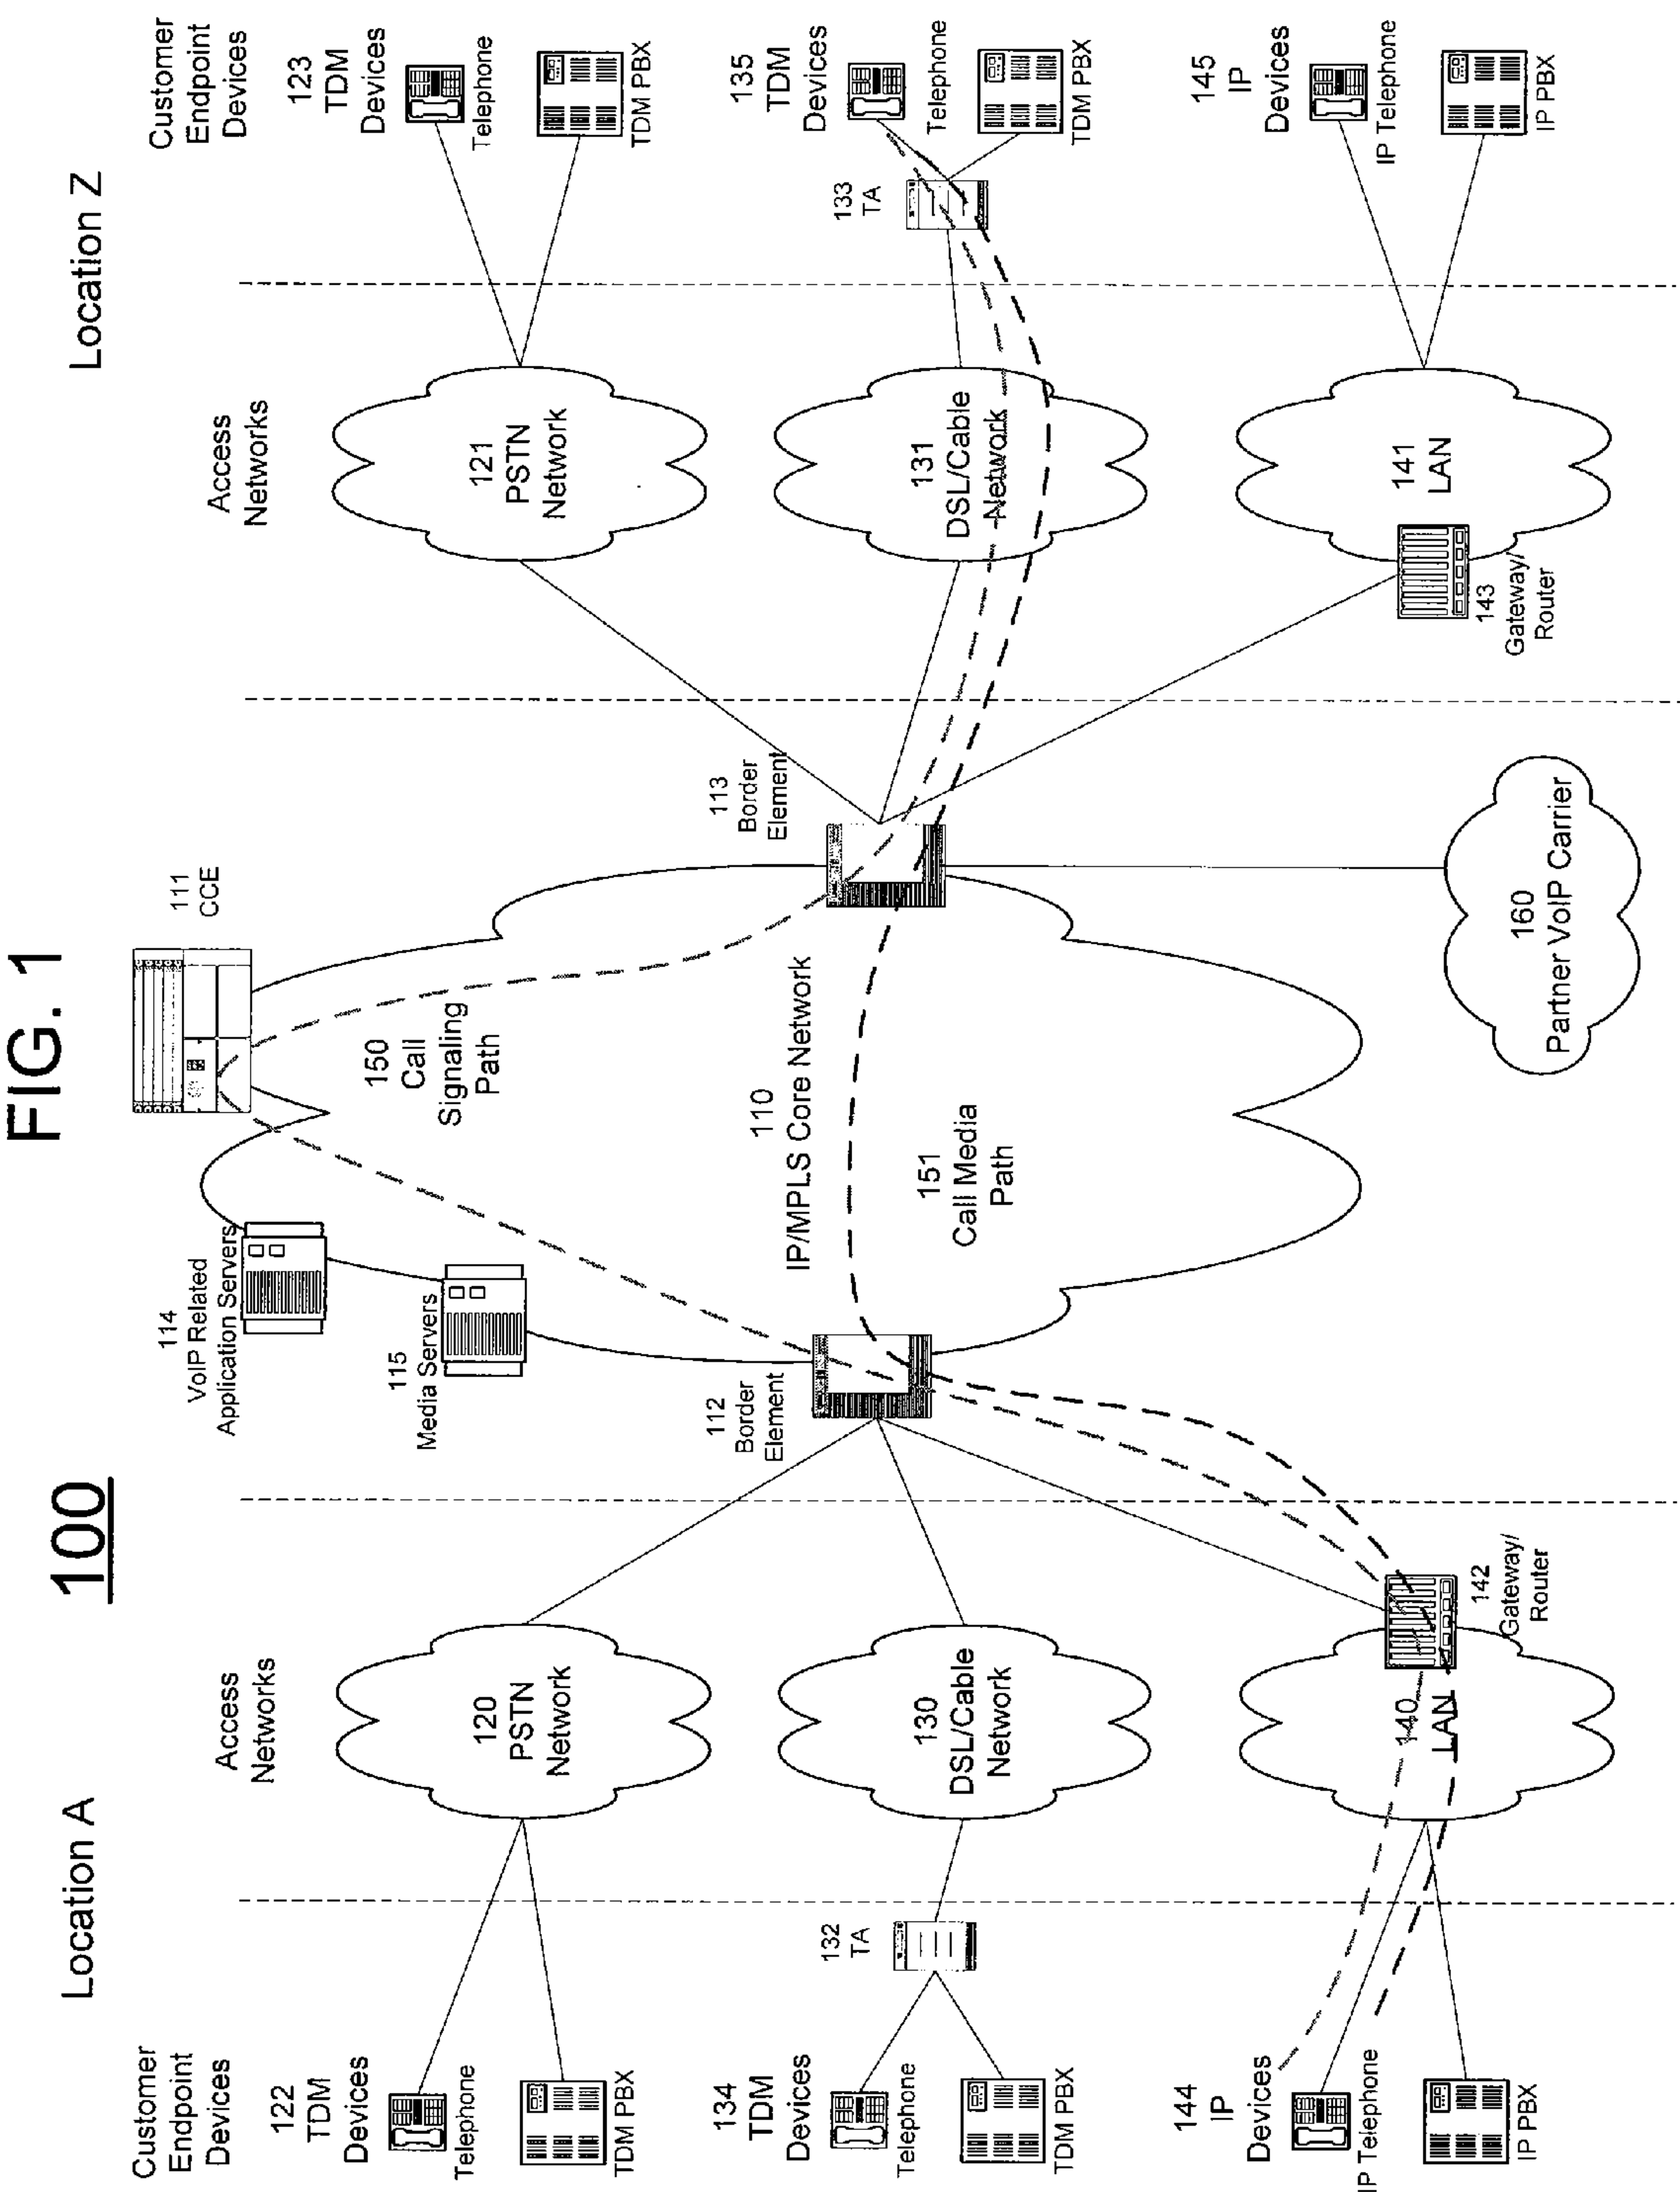 FIG. 1
100
Location A
Location Z
Customer
Endpoint
Devices
Access
Networks
Access
Networks
Customer
Endpoint
Devices
122
TDM
Devices
Telephone
TDM PBX
120
PSTN
Network
114
VoIP Related
Application Servers
115
Media Servers
111
CCE
150
Call
Signaling
Path
121
PSTN
Network
123
TDM
Devices
Telephone
TDM PBX
134
TDM
Devices
Telephone
TDM PBX
132
TA
130
DSL/Cable
Network
112
Border
Element
110
IP/MPLS Core Network
151
Call Media
Path
113
Border
Element
131
DSL/Cable
Network
133
TA
135
TDM
Devices
Telephone
TDM PBX
144
IP
Devices
IP Telephone
IP PBX
140
LAN
142
Gateway/
Router
160
Partner VoIP Carrier
143
Gateway/
Router
141
LAN
145
IP
Devices
IP Telephone
IP PBX